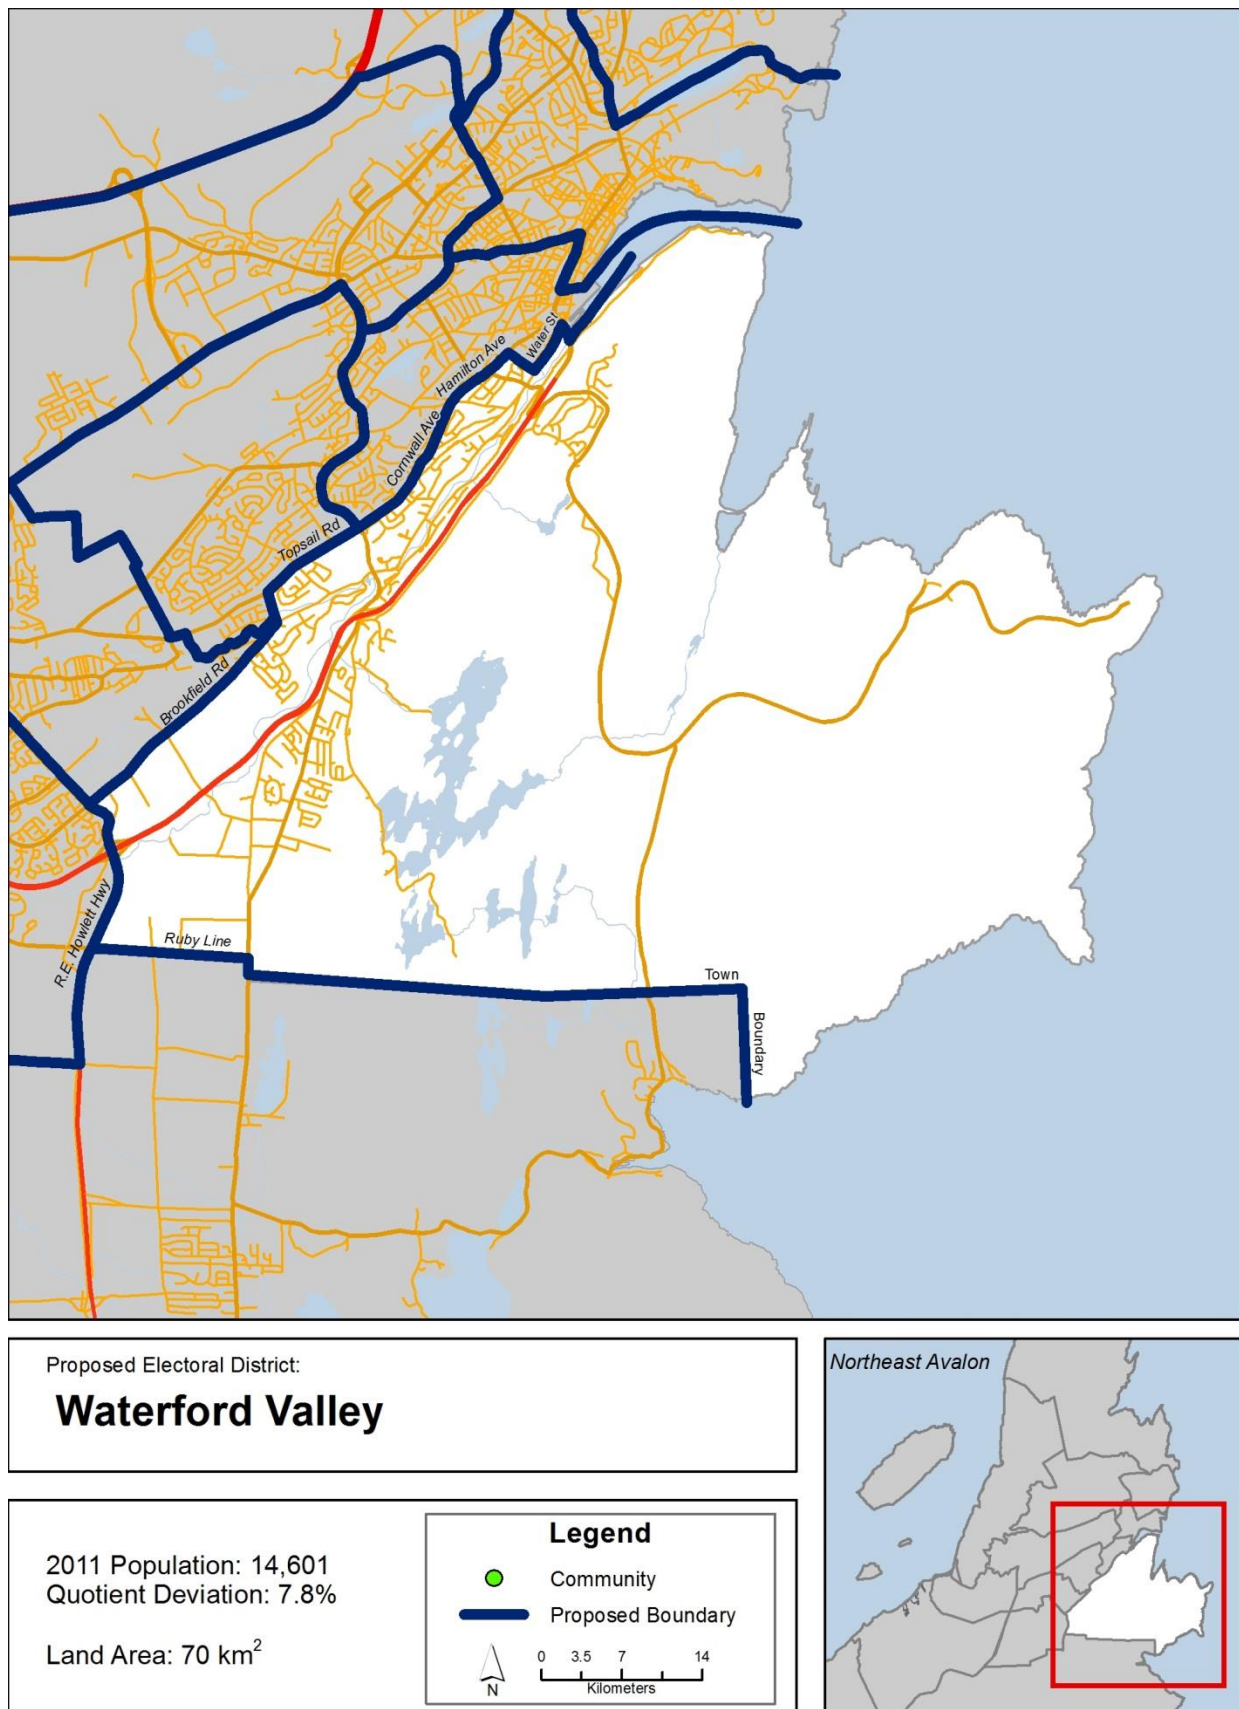 Water St
Hamilton Ave
Cornwall Ave
Topsail Rd
Brookfield Rd
R.E. Howlett Hwy
Ruby Line
Town
Boundary
Proposed Electoral District:
Waterford Valley
Northeast Avalon
2011 Population: 14,601
Quotient Deviation: 7.8%
Land Area: 70 km²
Legend
Community
Proposed Boundary
N
0 3.5 7 14
Kilometers